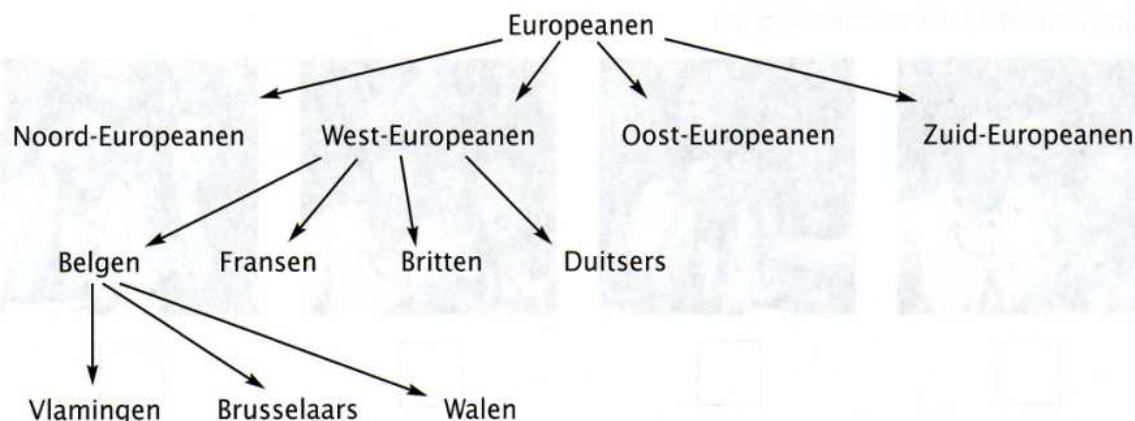 Europeanen
Noord-Europeanen West-Europeanen Oost-Europeanen Zuid-Europeanen
Belgen Fransen Britten Duitsers
Vlamingen Brusselaars Walen